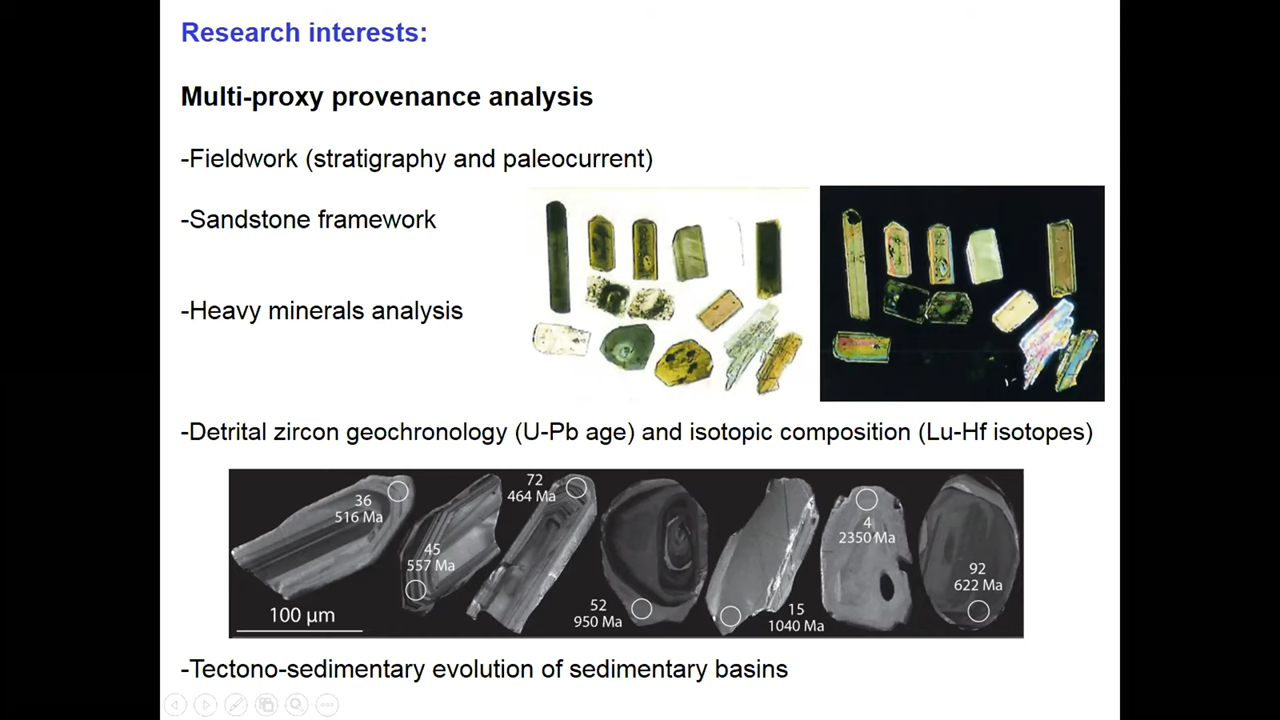 Research interests:
Multi-proxy provenance analysis
-Fieldwork (stratigraphy and paleocurrent)
-Sandstone framework
-Heavy minerals analysis
-Detrital zircon geochronology (U-Pb age) and isotopic composition (Lu-Hf isotopes)
36
516 Ma
45
557 Ma
72
464 Ma
52
950 Ma
15
1040 Ma
4
2350 Ma
92
622 Ma
100 µm
-Tectono-sedimentary evolution of sedimentary basins